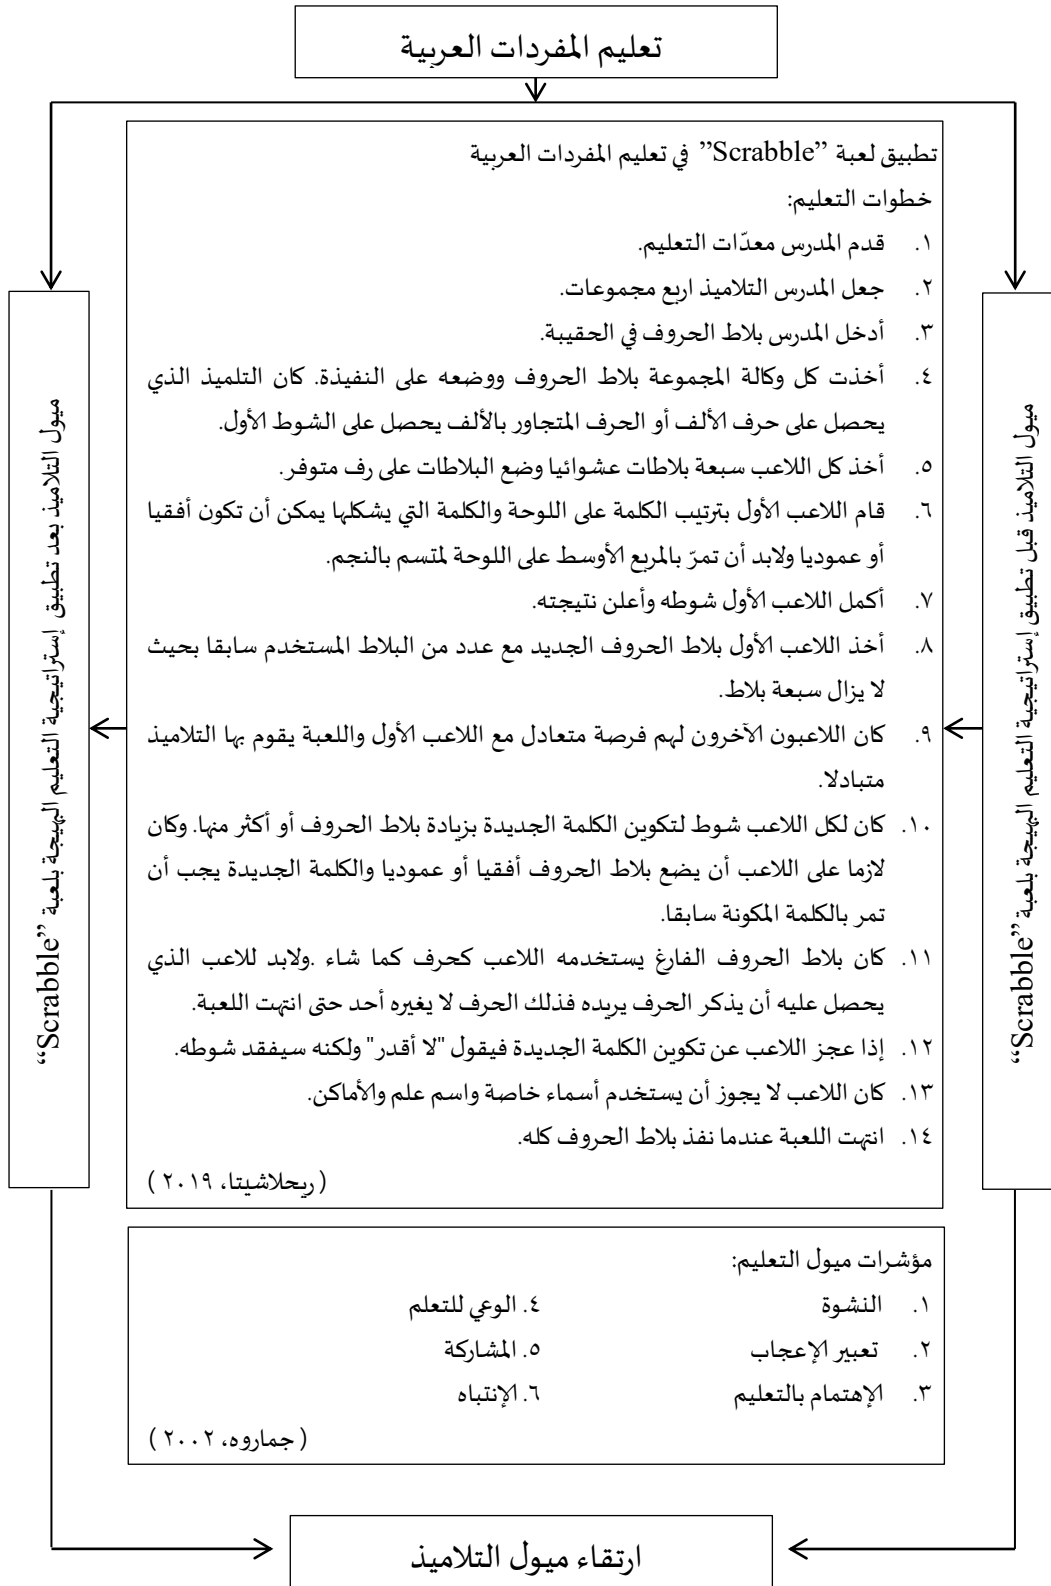 تعليم المفردات العربية
تطبيق لعبة “Scrabble” في تعليم المفردات العربية
خطوات التعليم:
١. قدم المدرس معدّات التعليم.
٢. جعل المدرس التلاميذ اربع مجموعات.
٣. أدخل المدرس بلاط الحروف في الحقيبة.
٤. أخذت كل وكالة المجموعة بلاط الحروف ووضعه على النفيذة. كان التلميذ الذي
يحصل على حرف الألف أو الحرف المتجاور بالألف يحصل على الشوط الأول.
٥. أخذ كل اللاعب سبعة بلاطات عشوائيا وضع البلاطات على رف متوفر.
٦. قام اللاعب الأول بترتيب الكلمة على اللوحة والكلمة التي يشكلها يمكن أن تكون أفقيا
أو عموديا ولابد أن تمرّ بالمربع الأوسط على اللوحة لمتسم بالنجم.
٧. أكمل اللاعب الأول شوطه وأعلن نتيجته.
٨. أخذ اللاعب الأول بلاط الحروف الجديد مع عدد من البلاط المستخدم سابقا بحيث
لا يزال سبعة بلاط.
٩. كان اللاعبون الآخرون لهم فرصة متعادل مع اللاعب الأول واللعبة يقوم بها التلاميذ
متبادلا.
١٠. كان لكل اللاعب شوط لتكوين الكلمة الجديدة بزيادة بلاط الحروف أو أكثر منها. وكان
لازما على اللاعب أن يضع بلاط الحروف أفقيا أو عموديا والكلمة الجديدة يجب أن
تمر بالكلمة المكونة سابقا.
١١. كان بلاط الحروف الفارغ يستخدمه اللاعب كحرف كما شاء .ولابد للاعب الذي
يحصل عليه أن يذكر الحرف يريده فذلك الحرف لا يغيره أحد حتى انتهت اللعبة.
١٢. إذا عجز اللاعب عن تكوين الكلمة الجديدة فيقول "لا أقدر" ولكنه سيفقد شوطه.
١٣. كان اللاعب لا يجوز أن يستخدم أسماء خاصة واسم علم والأماكن.
١٤. انتهت اللعبة عندما نفذ بلاط الحروف كله.
(ريحلاشيتا، ٢٠١٩)
ميول التلاميذ قبل تطبيق إستراتيجية التعليم البهيجة بلعبة “Scrabble”
ميول التلاميذ بعد تطبيق إستراتيجية التعليم البهيجة بلعبة “Scrabble”
مؤشرات ميول التعليم:
١. النشوة ٤. الوعي للتعلم
٢. تعبير الإعجاب ٥. المشاركة
٣. الإهتمام بالتعليم ٦. الإنتباه
(جماروه، ٢٠٠٢)
ارتقاء ميول التلاميذ